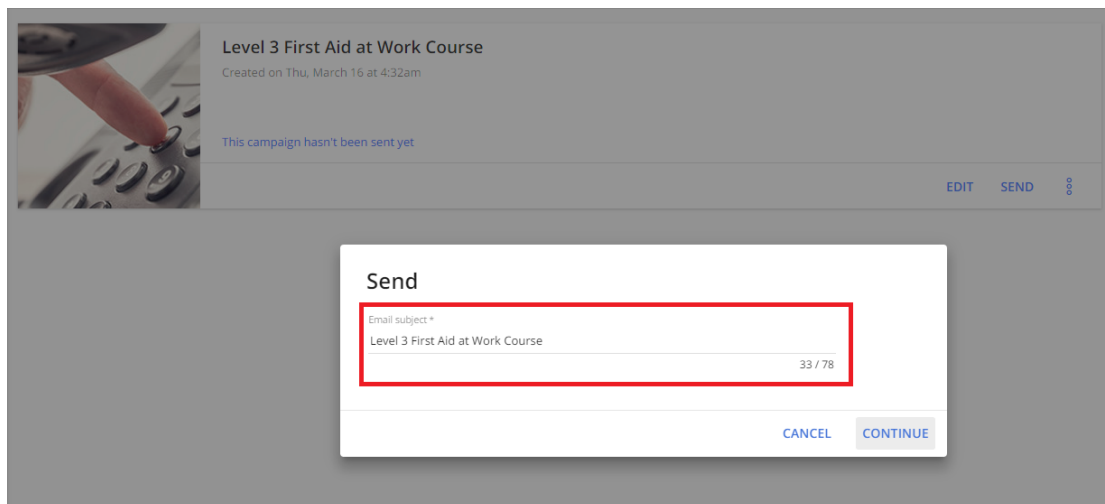 Level 3 First Aid at Work Course
Created on Thu, March 16 at 4:32am
This campaign hasn't been sent yet
EDIT SEND
Send
Email subject *
Level 3 First Aid at Work Course
33 / 78
CANCEL CONTINUE